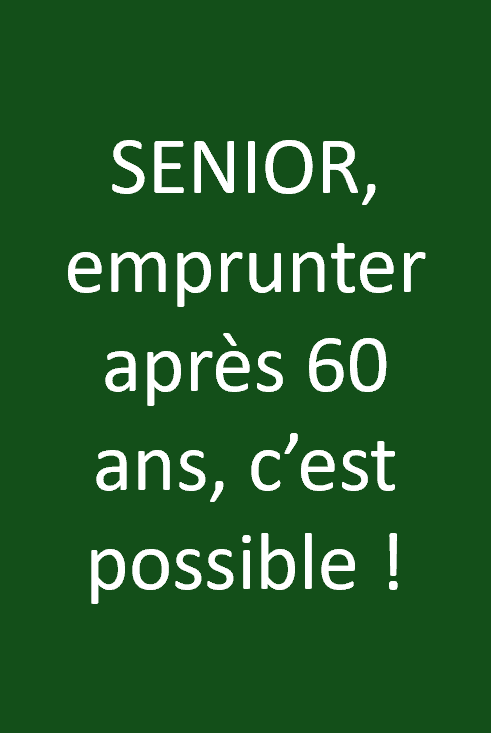 SENIOR,
emprunter
après 60
ans, c’est
possible !